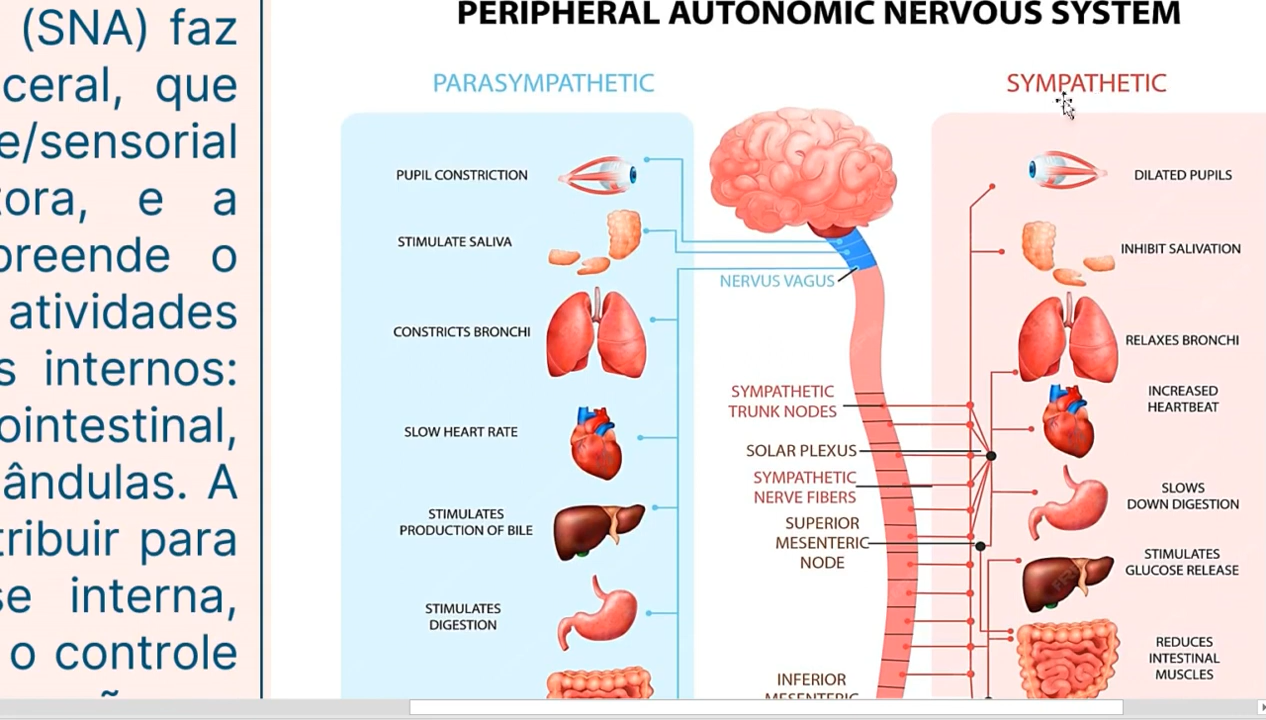 (SNA) faz
ceral, que
e/sensorial
tora, e a
preende o
atividades
s internos:
ointestinal,
ândulas. A
tribuir para
se interna,
o controle
PERIPHERAL AUTONOMIC NERVOUS SYSTEM
PARASYMPATHETIC
PUPIL CONSTRICTION
STIMULATE SALIVA
CONSTRICTS BRONCHI
SLOW HEART RATE
STIMULATES
PRODUCTION OF BILE
STIMULATES
DIGESTION
NERVUS VAGUS
SYMPATHETIC
TRUNK NODES
SOLAR PLEXUS
SYMPATHETIC
NERVE FIBERS
SUPERIOR
MESENTERIC
NODE
INFERIOR
MESENTERIC
SYMPATHETIC
DILATED PUPILS
INHIBIT SALIVATION
RELAXES BRONCHI
INCREASED
HEARTBEAT
SLOWS
DOWN DIGESTION
STIMULATES
GLUCOSE RELEASE
REDUCES
INTESTINAL
MUSCLES